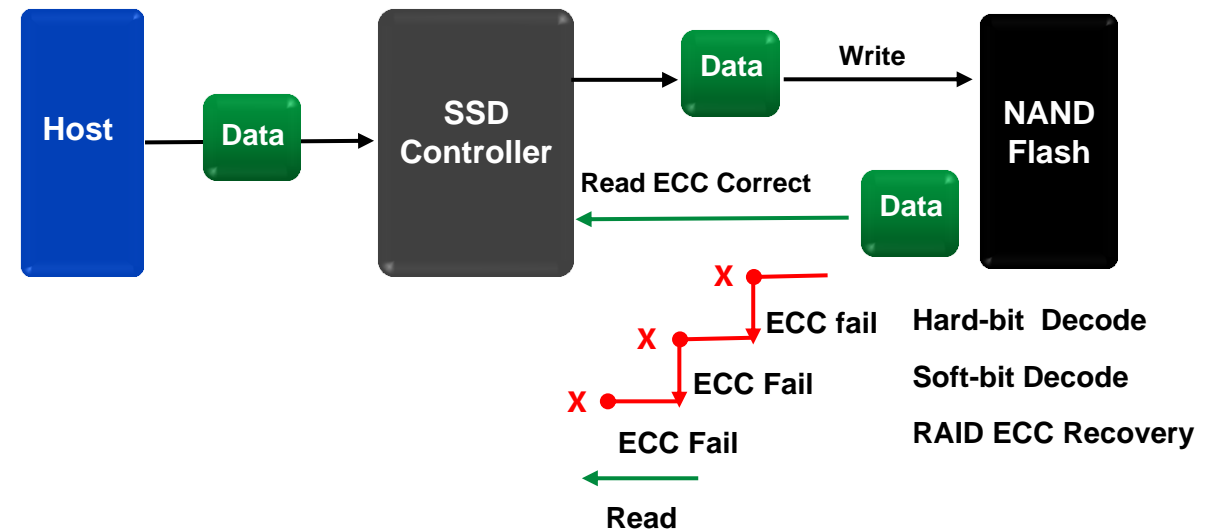 Host
Data
SSD
Controller
Data
Write
NAND
Flash
Read ECC Correct
Data
X
ECC fail
Hard-bit Decode
X
ECC Fail
Soft-bit Decode
X
ECC Fail
RAID ECC Recovery
Read